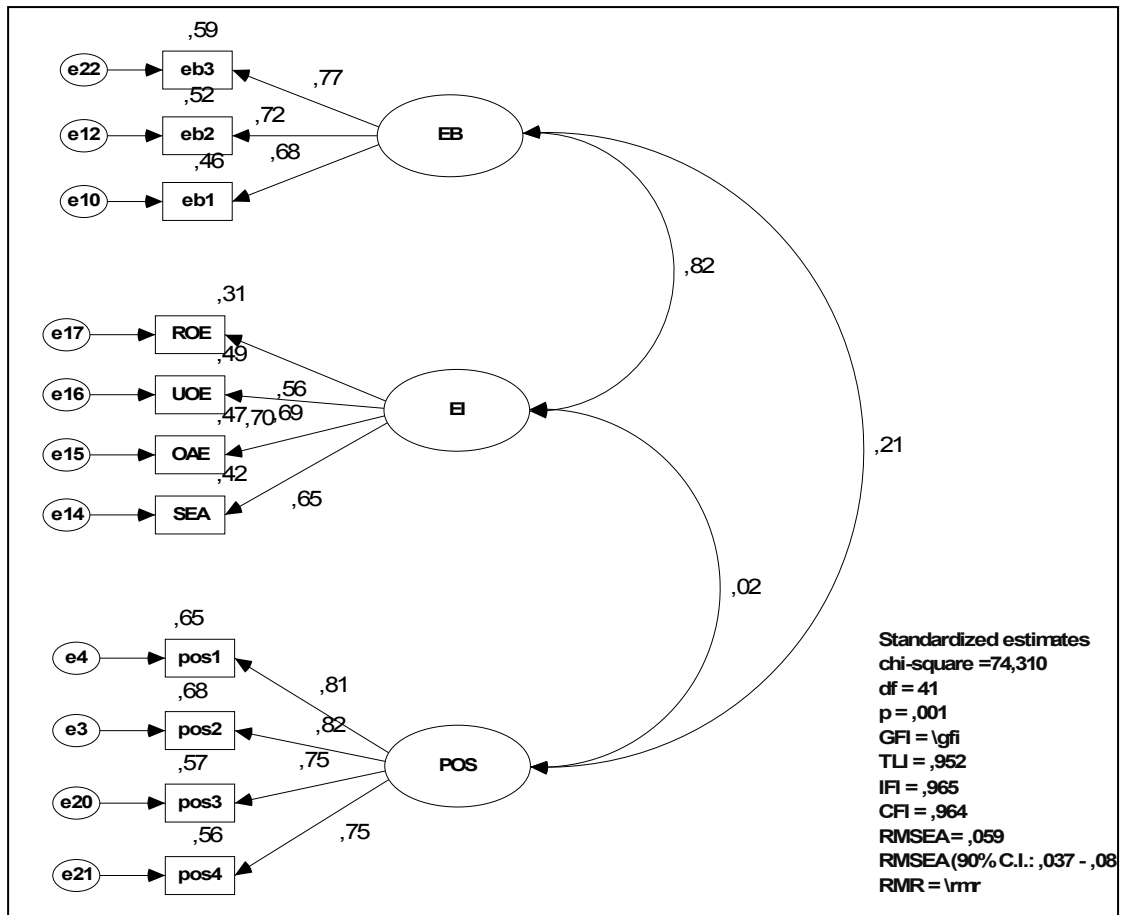 ,59
e22
eb3
,77
,52
e12
eb2
,72
EB
,46
,68
e10
eb1
,82
,31
e17
ROE
,49
e16
UOE
,56
EI
,47
,70
,69
e15
OAE
,42
,21
e14
SEA
,65
,02
,65
e4
pos1
,81
,68
e3
pos2
,82
,57
,75
POS
e20
pos3
,56
,75
e21
pos4
Standardized estimates
chi-square =74,310
df = 41
p = ,001
GFI = \gfi
TLI = ,952
IFI = ,965
CFI = ,964
RMSEA = ,059
RMSEA (90% C.I.: ,037 - ,08
RMR = \rmr